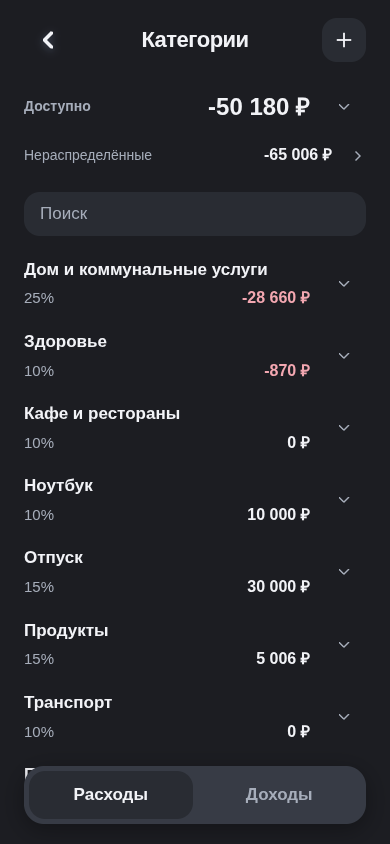 Категории
Доступно -50 180 ₽
Нераспределённые -65 006 ₽
Поиск
Дом и коммунальные услуги
25% -28 660 ₽
Здоровье
10% -870 ₽
Кафе и рестораны
10% 0 ₽
Ноутбук
10% 10 000 ₽
Отпуск
15% 30 000 ₽
Продукты
15% 5 006 ₽
Транспорт
10% 0 ₽
Расходы Доходы